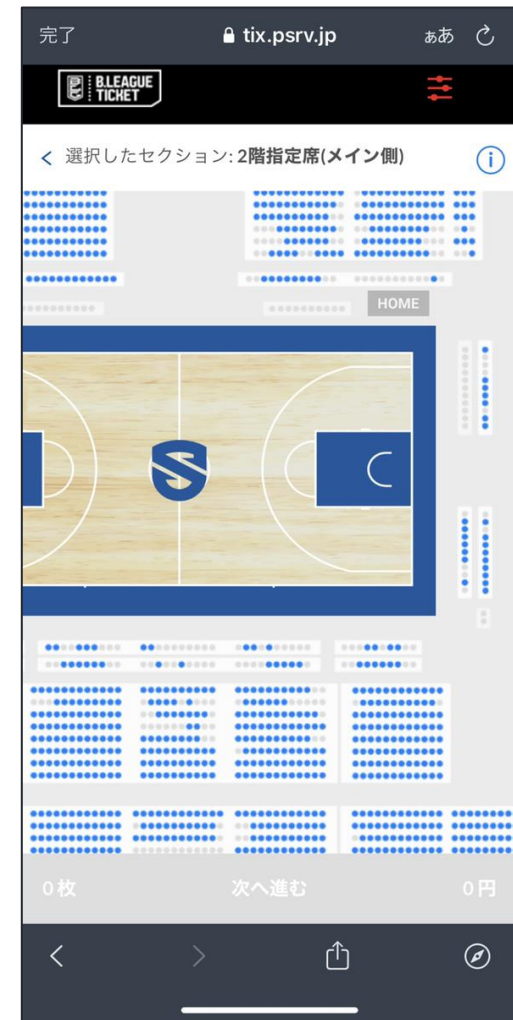 完了
tix.psrv.jp
ぁあ
B.LEAGUE
TICKET
選択したセクション: 2階指定席(メイン側)
HOME
0枚
次へ進む
0円